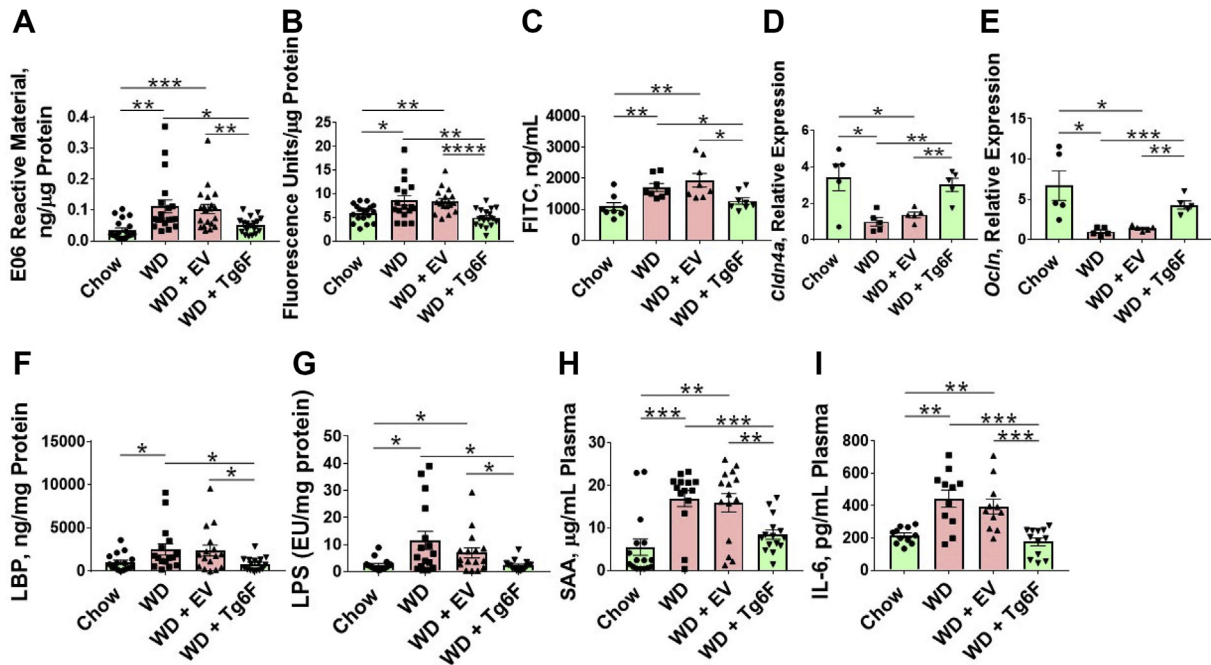 A
E06 Reactive Material,
ng/μg Protein
0.4
0.3
0.2
0.1
0.0
***
**
*
**
Chow
WD
WD + EV
WD + Tg6F
B
Fluorescence Units/μg Protein
25
20
15
10
5
0
**
*
**
****
Chow
WD
WD + EV
WD + Tg6F
C
FITC, ng/mL
4000
3000
2000
1000
0
**
**
*
*
Chow
WD
WD + EV
WD + Tg6F
D
Cldn4a, Relative Expression
8
6
4
2
0
*
*
**
**
Chow
WD
WD + EV
WD + Tg6F
E
Ocln, Relative Expression
15
10
5
0
*
*
***
**
Chow
WD
WD + EV
WD + Tg6F
F
LBP, ng/mg Protein
15000
10000
5000
0
*
*
*
Chow
WD
WD + EV
WD + Tg6F
G
LPS (EU/mg protein)
50
40
30
20
10
0
*
*
*
*
Chow
WD
WD + EV
WD + Tg6F
H
SAA, μg/mL Plasma
30
20
10
0
**
***
***
**
Chow
WD
WD + EV
WD + Tg6F
I
IL-6, pg/mL Plasma
800
600
400
200
0
**
**
***
***
Chow
WD
WD + EV
WD + Tg6F